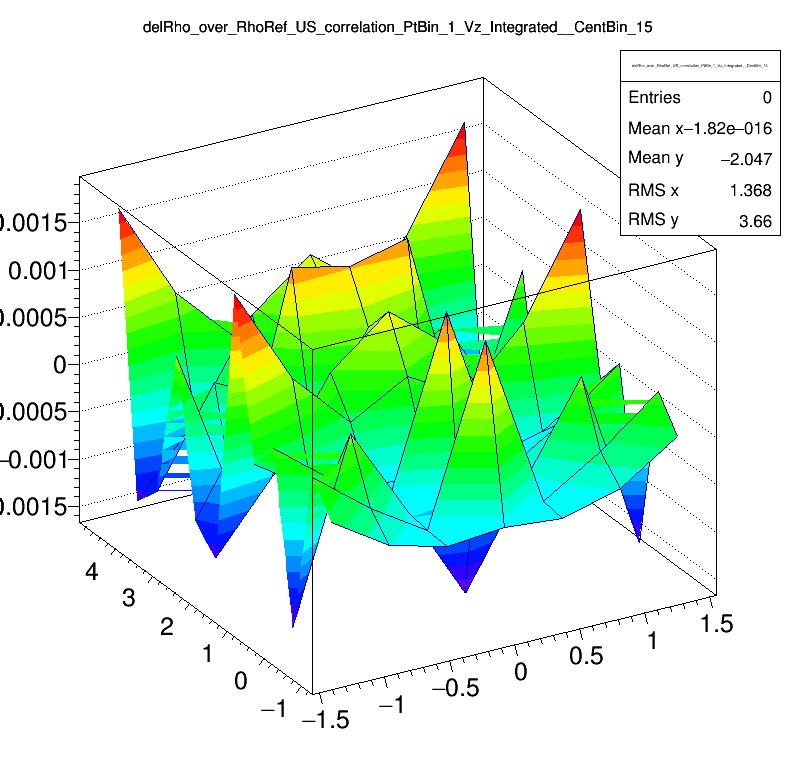 delRho_over_RhoRef_US_correlation_PtBin_1_Vz_Integrated__CentBin_15
delRho_over_RhoRef_US_correlation_PtBin_1_Vz_Integrated__CentBin_15
Entries 0
Mean x −1.82e−016
Mean y −2.047
RMS x 1.368
RMS y 3.66
0.0015
0.001
0.0005
0
0.0005
−0.001
0.0015
4
3
2
1
0
−1
−1.5
−1
−0.5
0
0.5
1
1.5